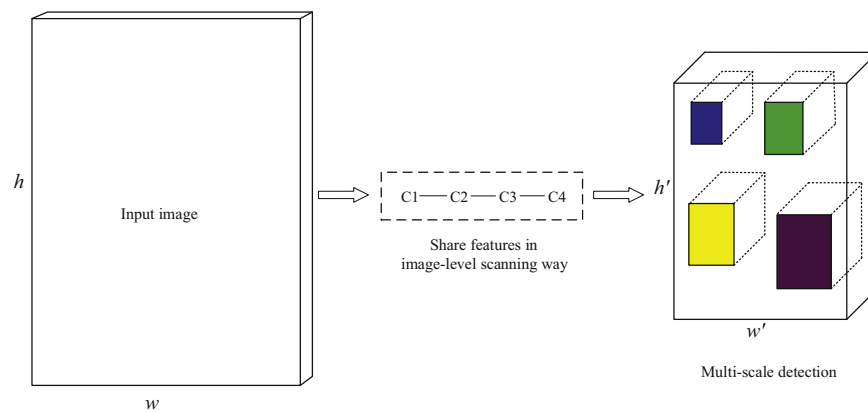 h
Input image
w
C1 C2 C3 C4
Share features in
image-level scanning way
h'
w'
Multi-scale detection